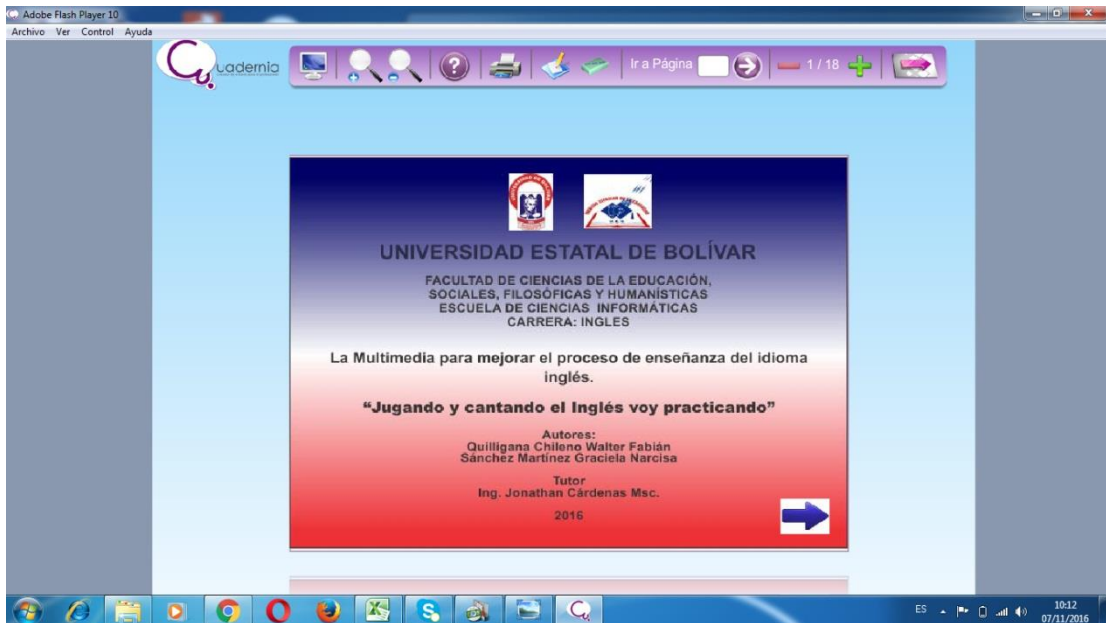 Adobe Flash Player 10
Archivo Ver Control Ayuda
Cuadernia
Ir a Página
1 / 18
UNIVERSIDAD ESTATAL DE BOLÍVAR
FACULTAD DE CIENCIAS DE LA EDUCACIÓN,
SOCIALES, FILOSÓFICAS Y HUMANÍSTICAS
ESCUELA DE CIENCIAS INFORMÁTICAS
CARRERA: INGLES
La Multimedia para mejorar el proceso de enseñanza del idioma
inglés.
“Jugando y cantando el Inglés voy practicando”
Autores:
Quilligana Chileno Walter Fabián
Sánchez Martínez Graciela Narcisa
Tutor
Ing. Jonathan Cárdenas Msc.
2016
ES
10:12
07/11/2016